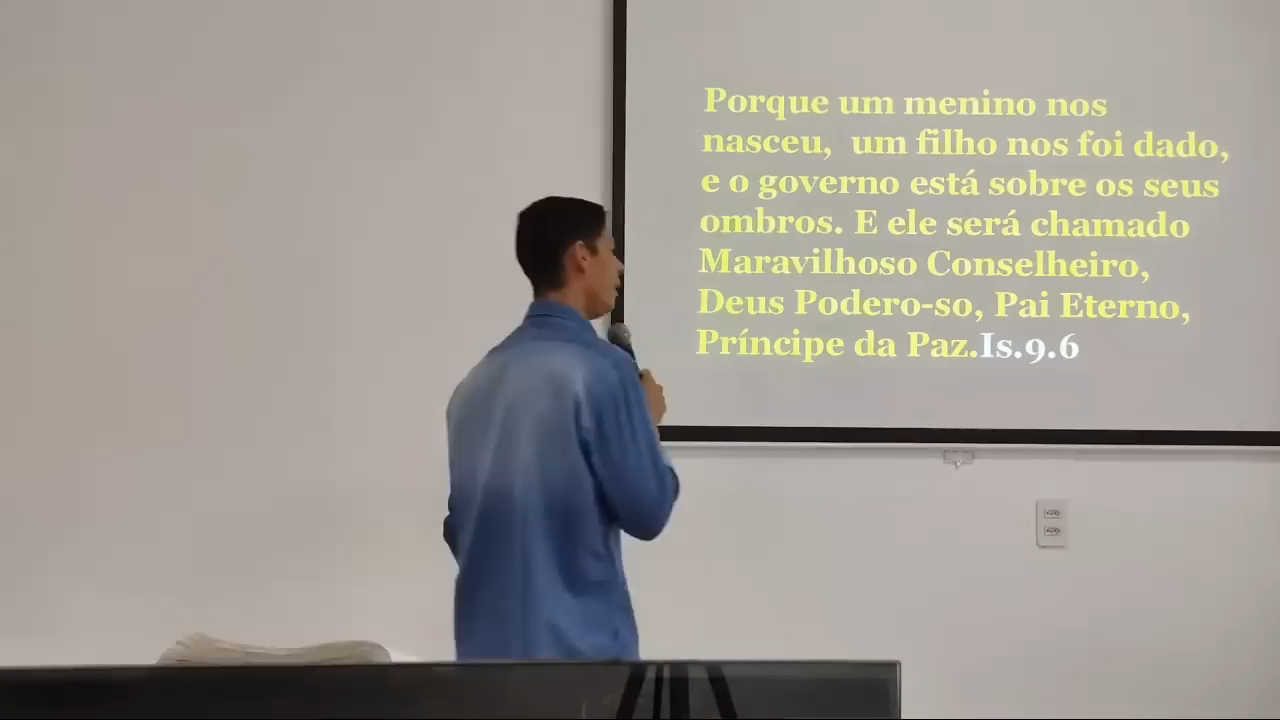 Porque um menino nos
nasceu, um filho nos foi dado,
e o governo está sobre os seus
ombros. E ele será chamado
Maravilhoso Conselheiro,
Deus Podero-so, Pai Eterno,
Príncipe da Paz.Is.9.6